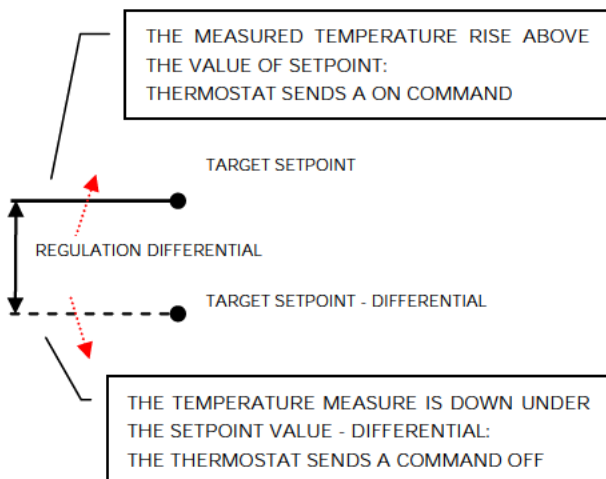 THE MEASURED TEMPERATURE RISE ABOVE
THE VALUE OF SETPOINT:
THERMOSTAT SENDS A ON COMMAND
TARGET SETPOINT
REGULATION DIFFERENTIAL
TARGET SETPOINT - DIFFERENTIAL
THE TEMPERATURE MEASURE IS DOWN UNDER
THE SETPOINT VALUE - DIFFERENTIAL:
THE THERMOSTAT SENDS A COMMAND OFF